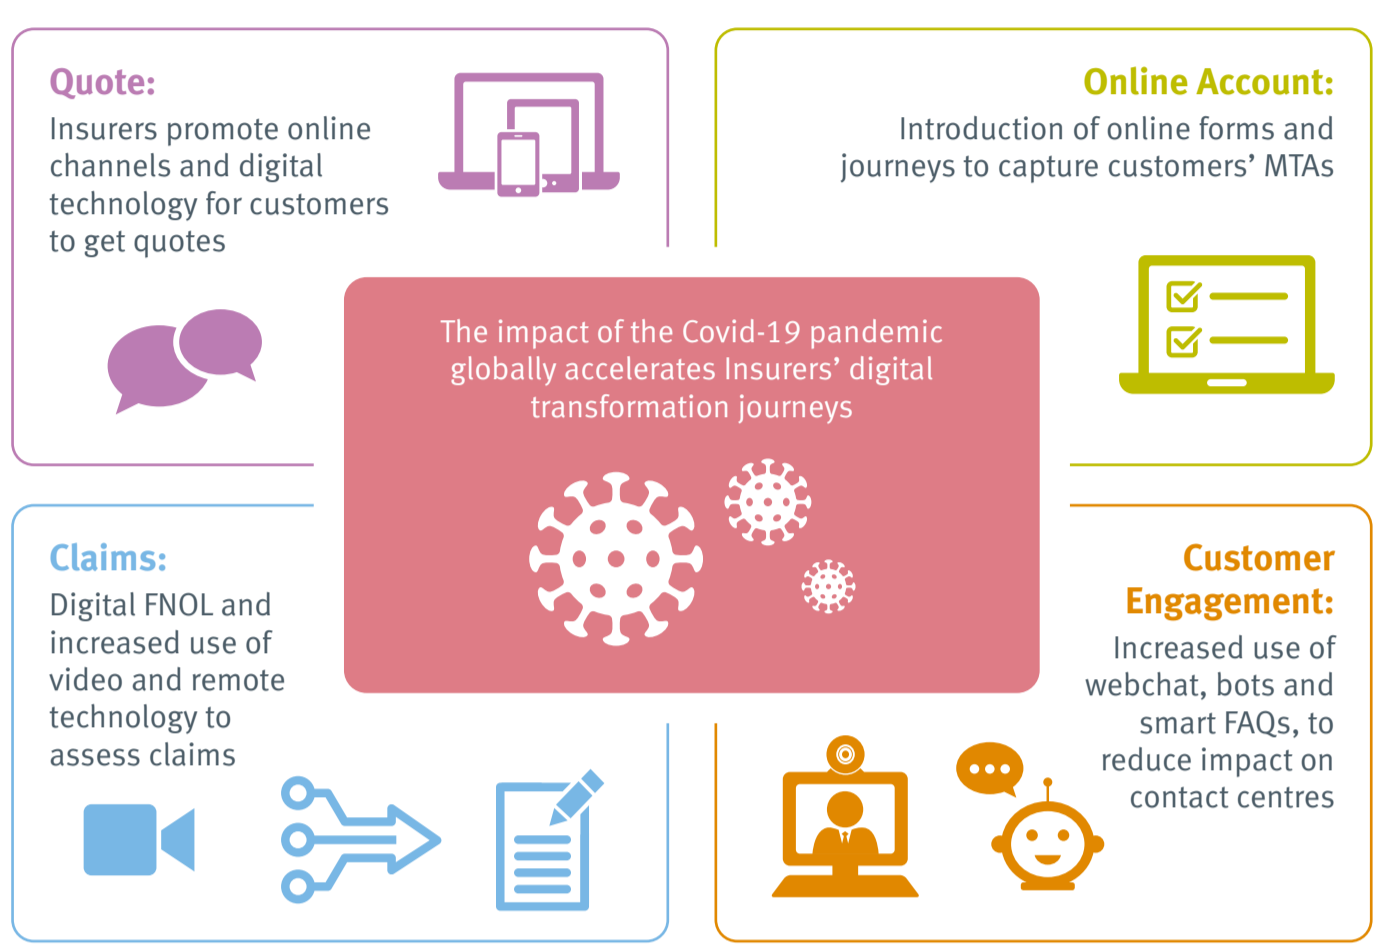 Quote:
Insurers promote online
channels and digital
technology for customers
to get quotes
Online Account:
Introduction of online forms and
journeys to capture customers’ MTAs
The impact of the Covid-19 pandemic
globally accelerates Insurers’ digital
transformation journeys
Claims:
Digital FNOL and
increased use of
video and remote
technology to
assess claims
Customer
Engagement:
Increased use of
webchat, bots and
smart FAQs, to
reduce impact on
contact centres